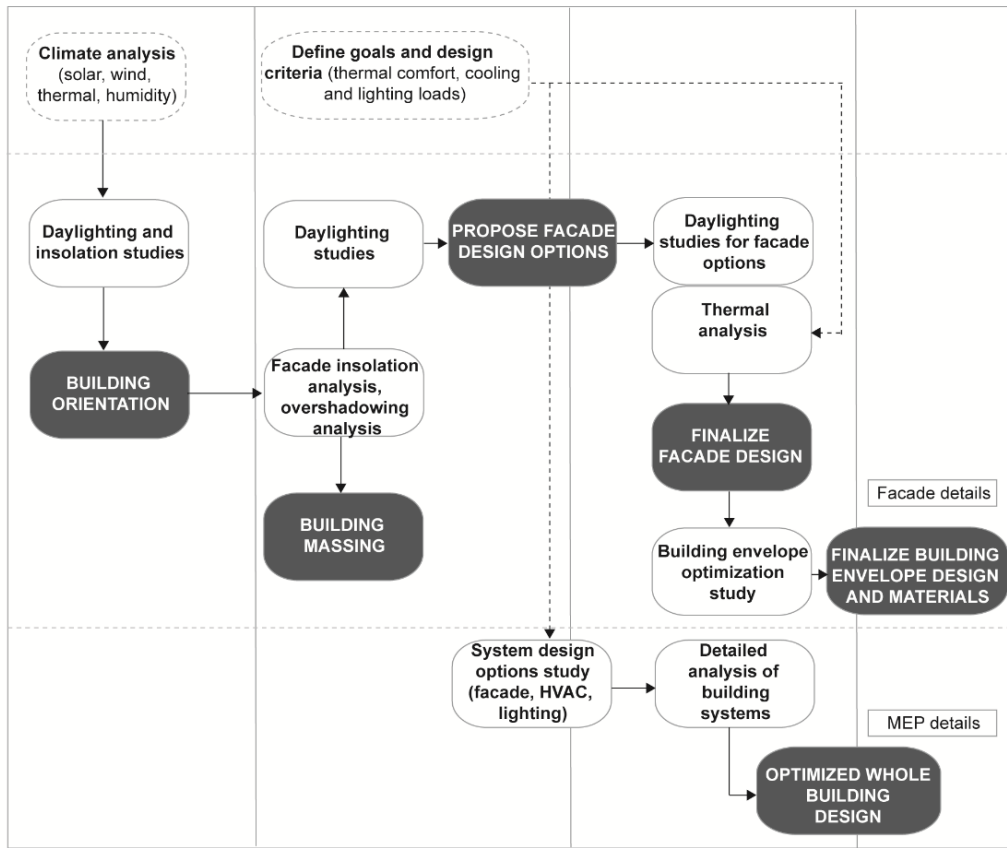 Climate analysis
(solar, wind,
thermal, humidity)
Define goals and design
criteria (thermal comfort, cooling
and lighting loads)
Daylighting and
insolation studies
Daylighting
studies
PROPOSE FACADE
DESIGN OPTIONS
Daylighting
studies for facade
options
Thermal
analysis
BUILDING
ORIENTATION
Facade insolation
analysis,
overshadowing
analysis
FINALIZE
FACADE DESIGN
BUILDING
MASSING
Facade details
Building envelope
optimization
study
FINALIZE BUILDING
ENVELOPE DESIGN
AND MATERIALS
System design
options study
(facade, HVAC,
lighting)
Detailed
analysis of
building
systems
MEP details
OPTIMIZED WHOLE
BUILDING
DESIGN